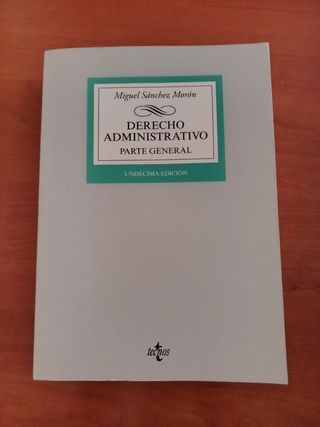 Miguel Sánchez Morón
DERECHO
ADMINISTRATIVO
PARTE GENERAL
UNDÉCIMA EDICIÓN
tecnos